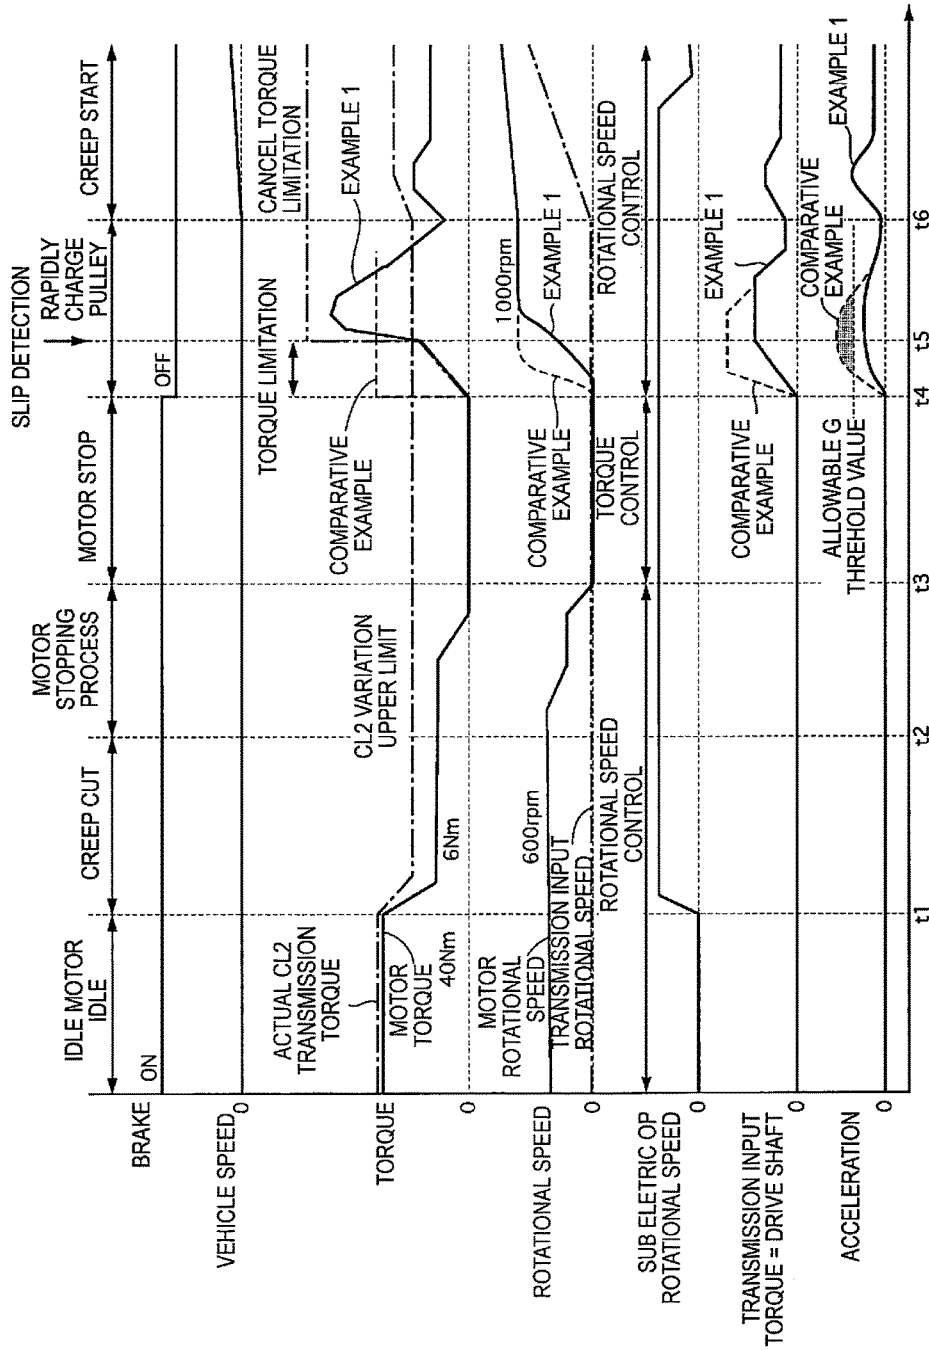 SLIP DETECTION
IDLE MOTOR
IDLE
CREEP CUT
MOTOR
STOPPING
PROCESS
MOTOR STOP
RAPIDLY
CHARGE
PULLEY
CREEP START
BRAKE
ON
OFF
VEHICLE SPEED
0
TORQUE
ACTUAL CL2
TRANSMISSION
TORQUE
MOTOR
TORQUE
40Nm
6Nm
CL2 VARIATION
UPPER LIMIT
TORQUE LIMITATION
COMPARATIVE
EXAMPLE
CANCEL TORQUE
LIMITATION
EXAMPLE 1
0
ROTATIONAL SPEED
MOTOR
ROTATIONAL
SPEED
600rpm
TRANSMISSION INPUT
ROTATIONAL SPEED
COMPARATIVE
EXAMPLE
1000rpm
EXAMPLE 1
0
ROTATIONAL SPEED
CONTROL
TORQUE
CONTROL
ROTATIONAL SPEED
CONTROL
SUB ELETRIC OP
ROTATIONAL SPEED
0
TRANSMISSION INPUT
TORQUE = DRIVE SHAFT
0
COMPARATIVE
EXAMPLE
EXAMPLE 1
ACCELERATION
0
ALLOWABLE G
THREHOLD VALUE
COMPARATIVE
EXAMPLE
EXAMPLE 1
t1
t2
t3
t4
t5
t6